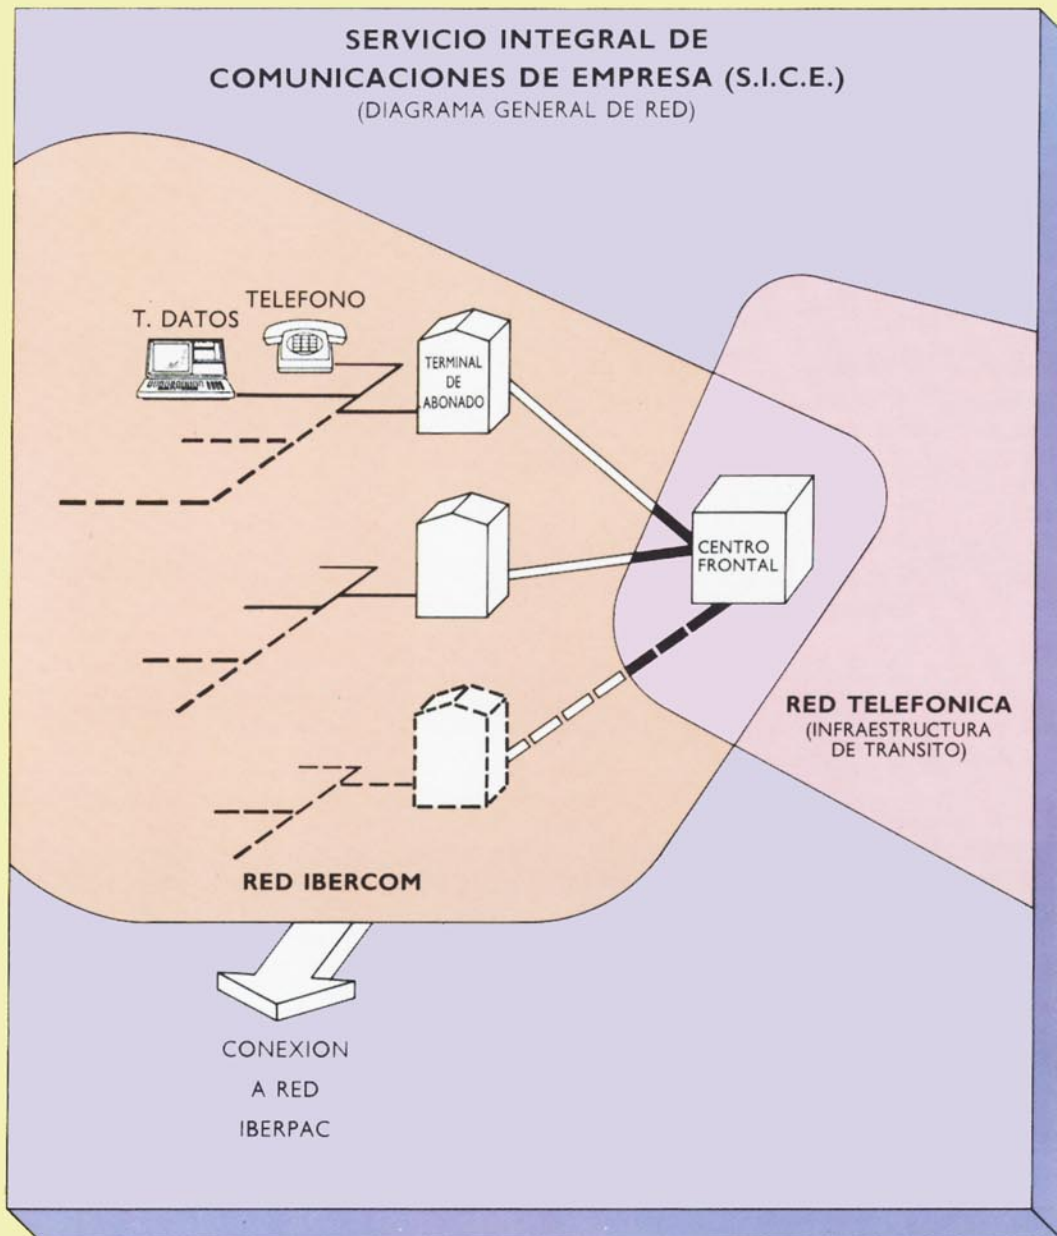 SERVICIO INTEGRAL DE
COMUNICACIONES DE EMPRESA (S.I.C.E.)
(DIAGRAMA GENERAL DE RED)
TELEFONO
T. DATOS
TERMINAL
DE
ABONADO
CENTRO
FRONTAL
RED TELEFONICA
(INFRAESTRUCTURA
DE TRANSITO)
RED IBERCOM
CONEXION
A RED
IBERPAC